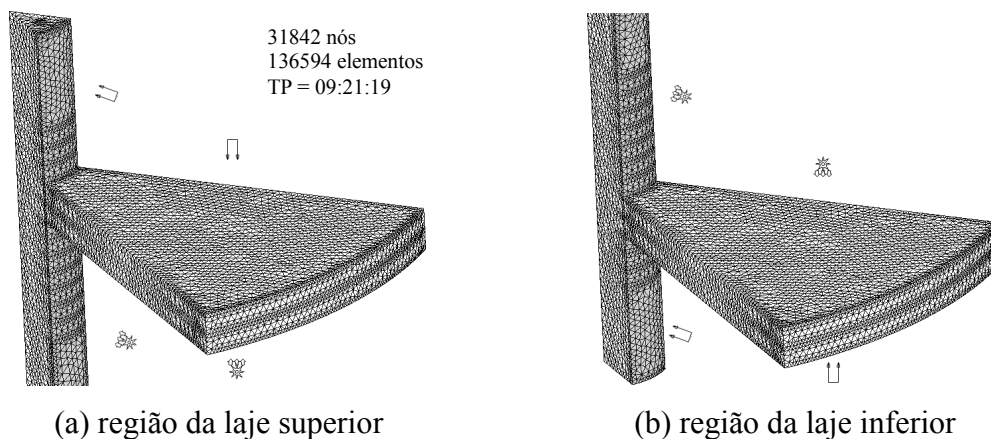 31842 nós
136594 elementos
TP = 09:21:19
(a) região da laje superior
(b) região da laje inferior